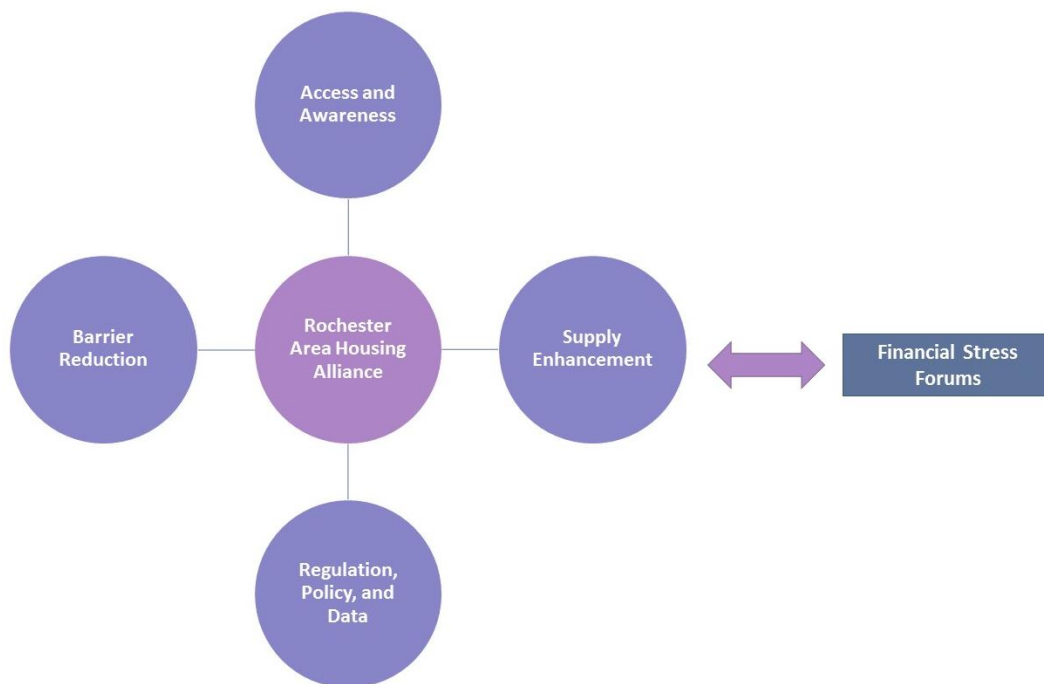 Access and
Awareness
Barrier
Reduction
Rochester
Area Housing
Alliance
Supply
Enhancement
Financial Stress
Forums
Regulation,
Policy, and
Data